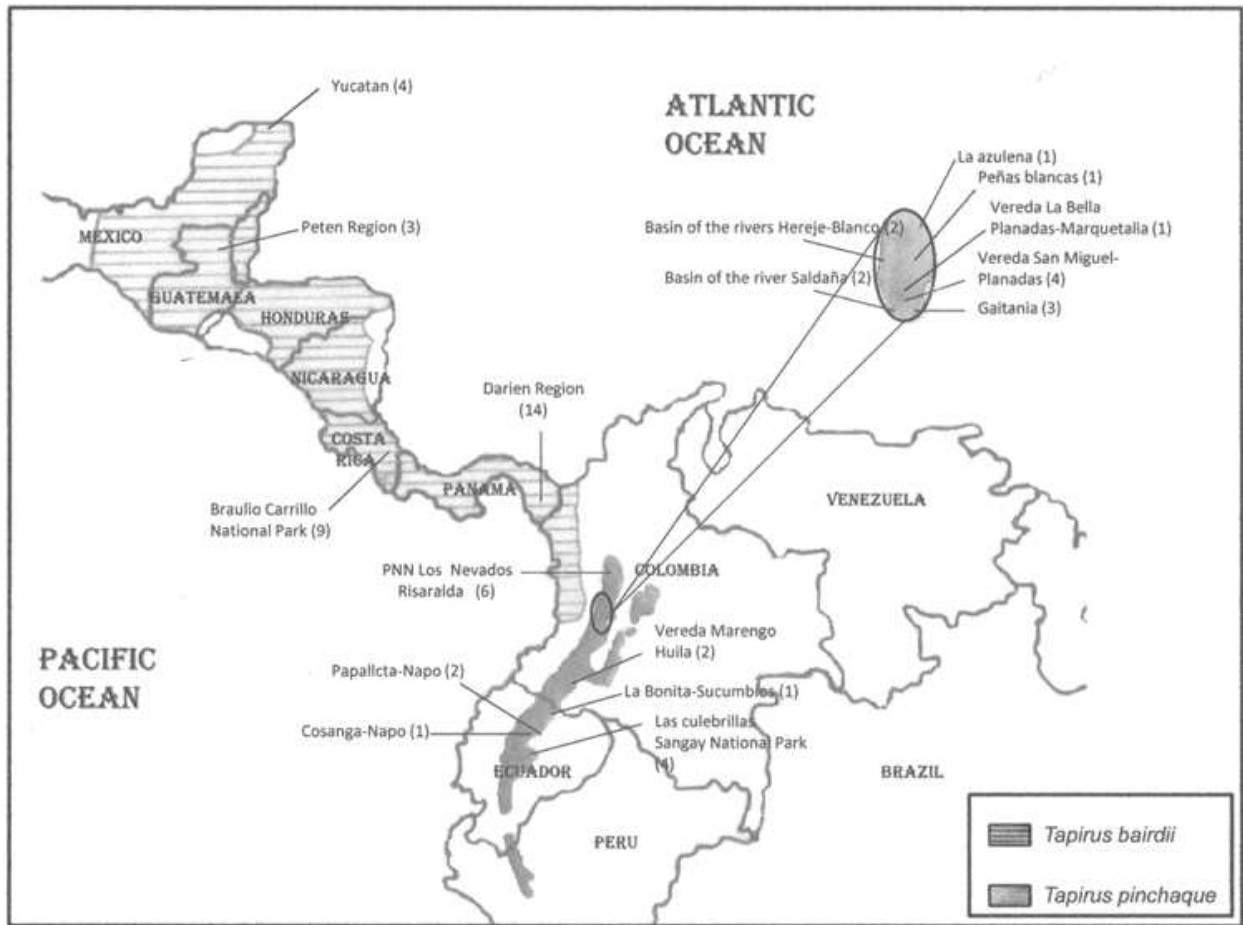 Yucatan (4)
ATLANTIC
OCEAN
La azulena (1)
Peñas blancas (1)
Vereda La Bella
Planadas-Marquetalia (1)
Basin of the rivers Hereje-Blanco (2)
Vereda San Miguel-
Planadas (4)
Basin of the river Saldaña (2)
Gaitania (3)
MEXICO
Peten Region (3)
GUATEMAEA
HONDURAS
NICARAGUA
Darien Region
(14)
COSTA
RICA
PANAMA
Braulio Carrillo
National Park (9)
VENEZUELA
PNN Los Nevados
Risaralda (6)
COLOMBIA
PACIFIC
OCEAN
Vereda Marengo
Huila (2)
Papallcta-Napo (2)
La Bonita-Sucumbios (1)
Cosanga-Napo (1)
Las culebrillas
Sangay National Park
(4)
ECUADOR
BRAZIL
PERU
Tapirus bairdii
Tapirus pinchaque